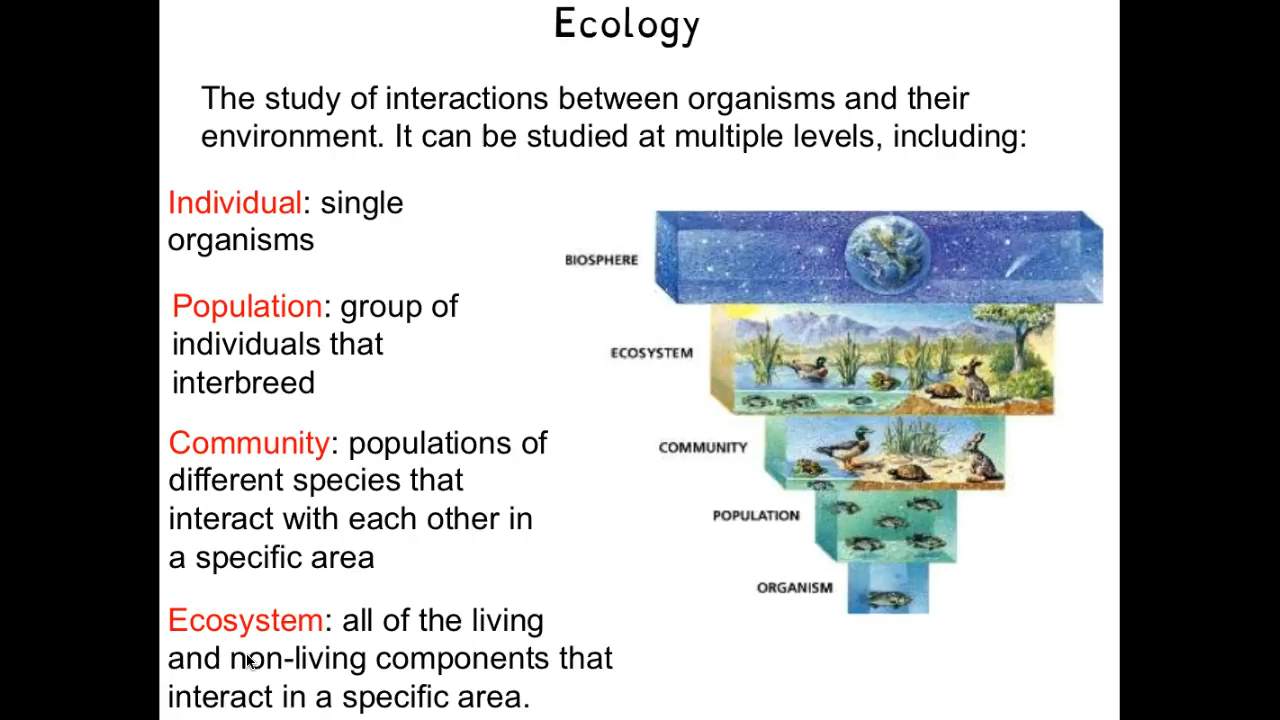 Ecology
The study of interactions between organisms and their
environment. It can be studied at multiple levels, including:
Individual: single
organisms
Population: group of
individuals that
interbreed
Community: populations of
different species that
interact with each other in
a specific area
Ecosystem: all of the living
and non-living components that
interact in a specific area.
BIOSPHERE
ECOSYSTEM
COMMUNITY
POPULATION
ORGANISM